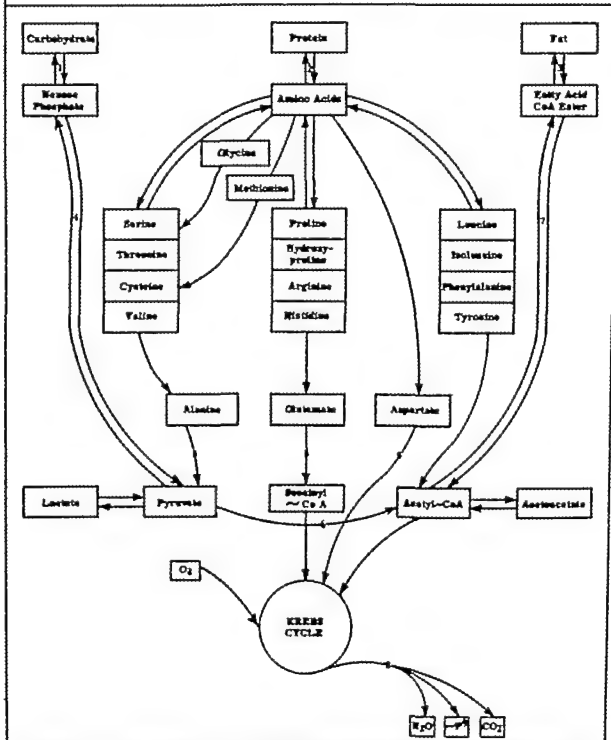 Carbohydrate
Protein
Fat
Hexose
Phosphate
Amino Acids
Fatty Acid
CoA Ester
Glycine
Methionine
Serine
Threonine
Cysteine
Valine
Proline
Hydroxy-
proline
Arginine
Histidine
Leucine
Isoleucine
Phenylalanine
Tyrosine
Alanine
Glutamate
Aspartate
Lactate
Pyruvate
Succinyl
~ Co A
Acetyl~CoA
O₂
KREBS
CYCLE
H₂O
CO₂